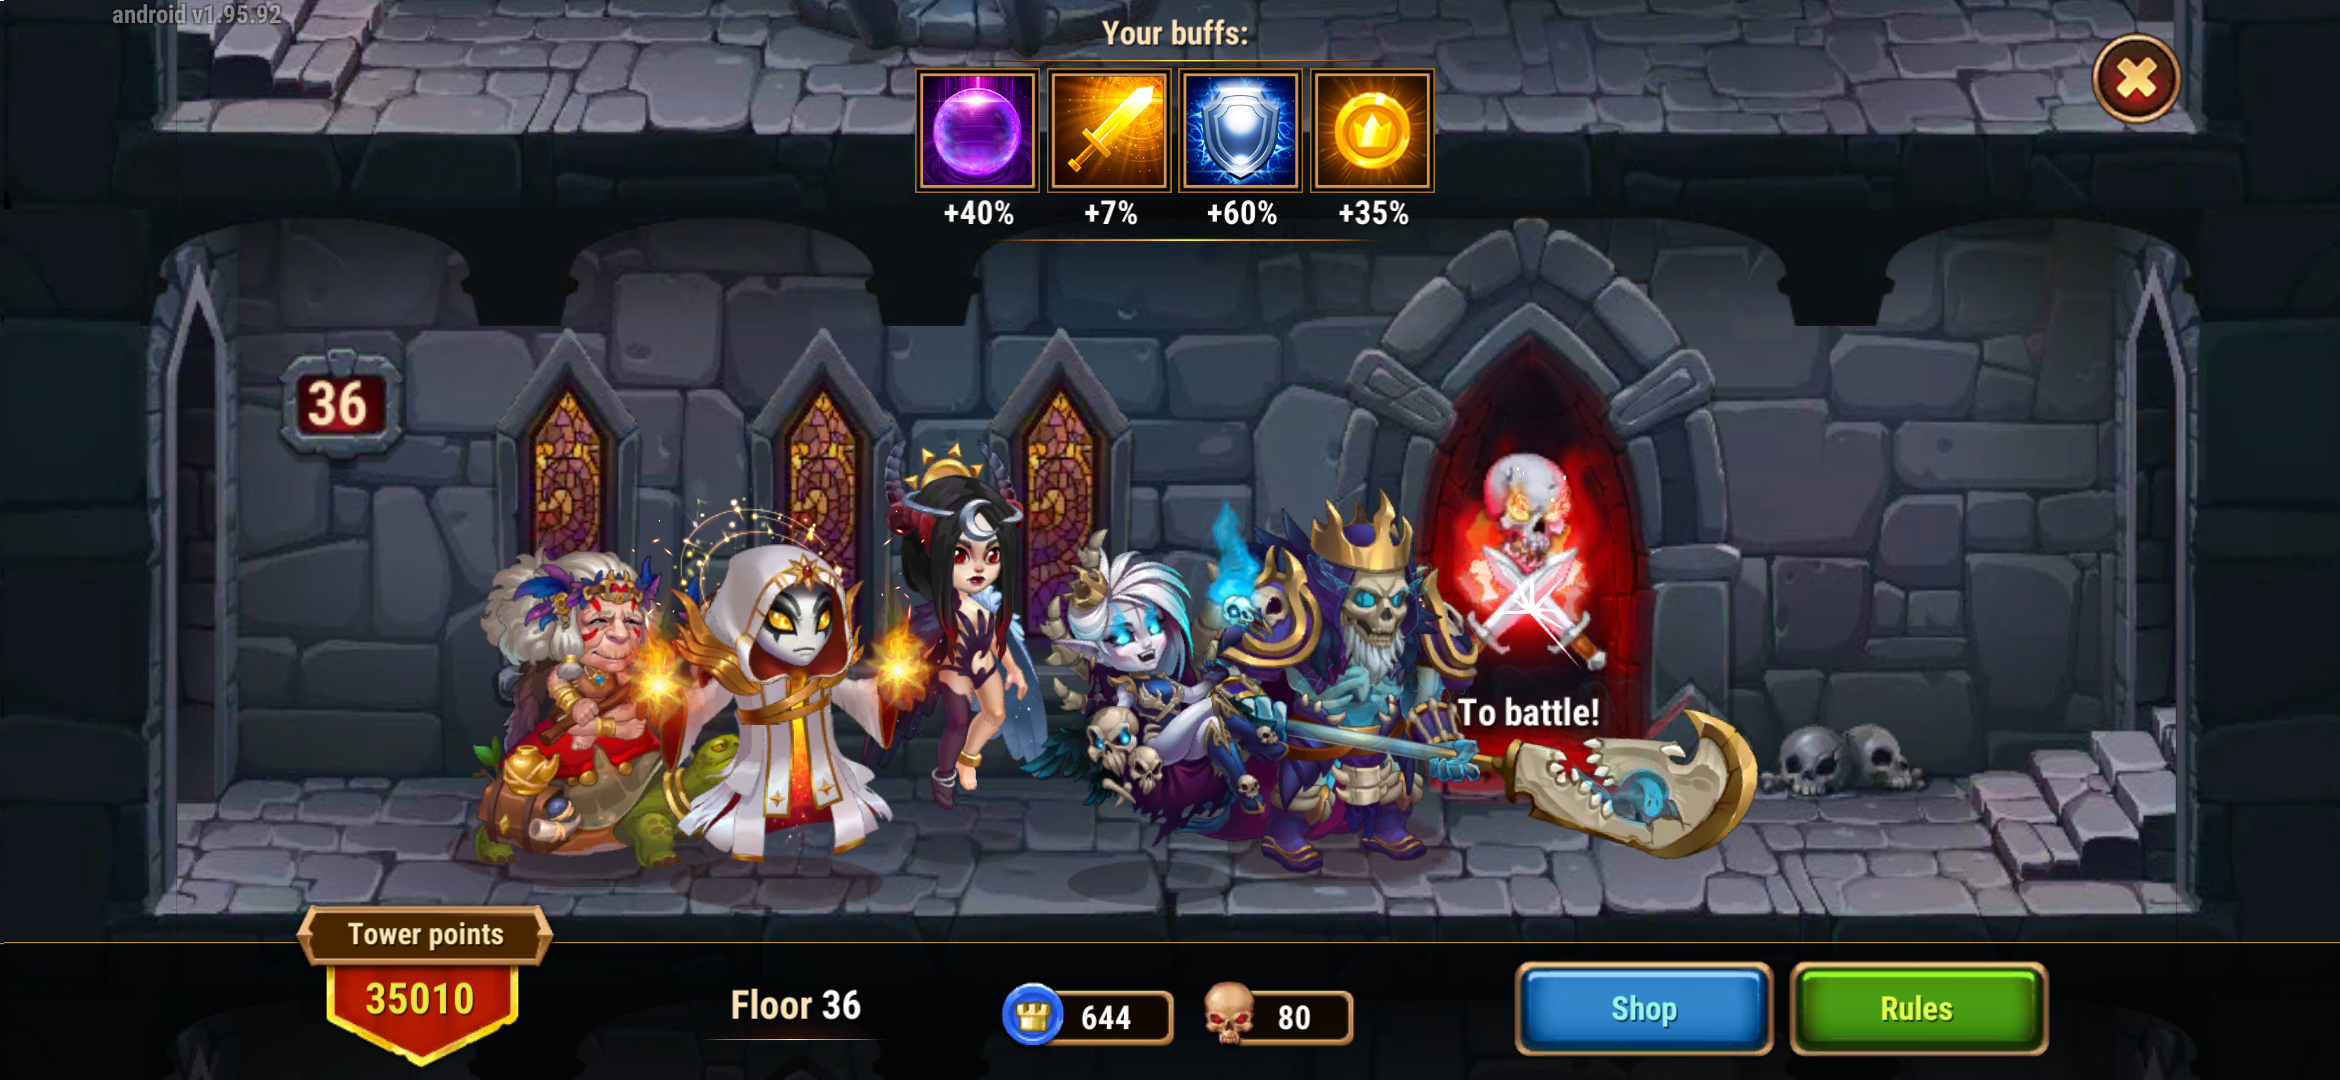 android v1.95.92
Your buffs:
+40% +7% +60% +35%
36
To battle!
Tower points
35010
Floor 36
644
80
Shop
Rules